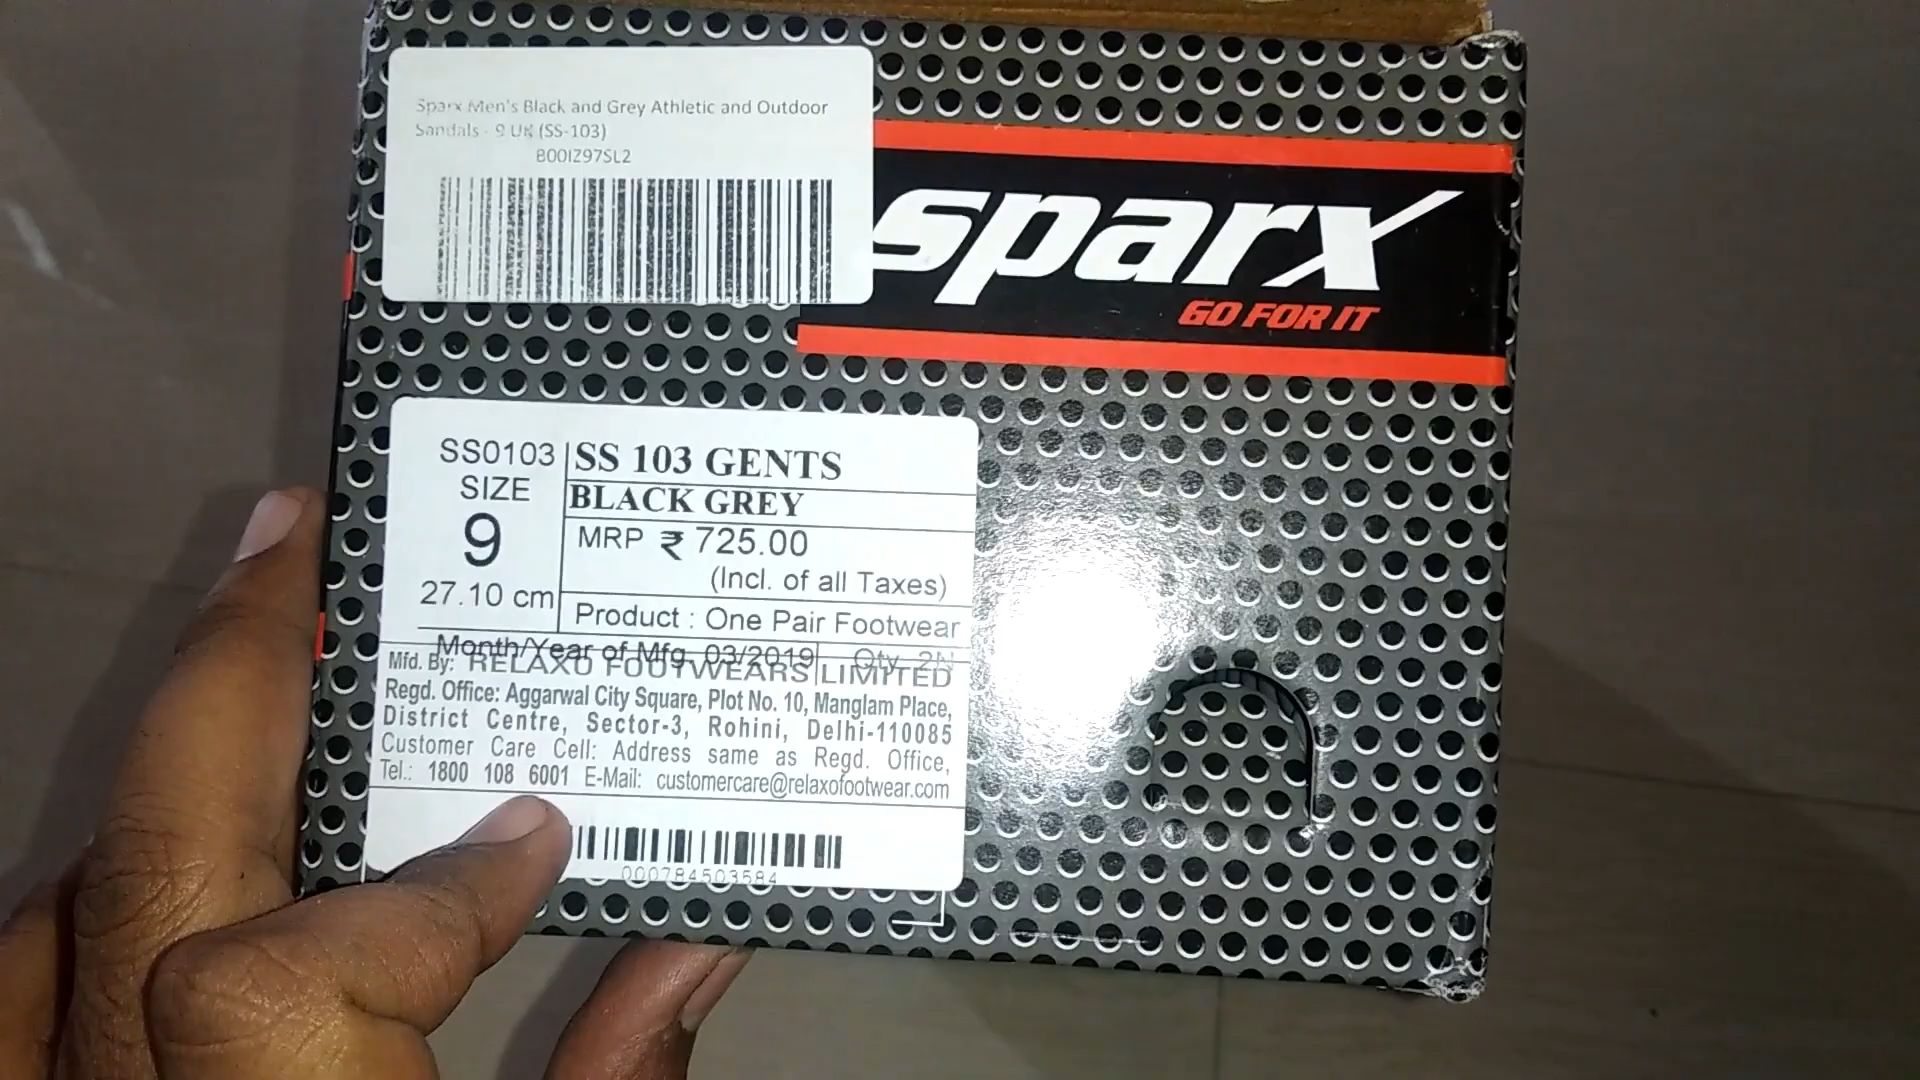 Sparx Men's Black and Grey Athletic and Outdoor
Sandals - 9 UK (SS-103)
B00IZ97SL2
sparx
GO FOR IT
SS0103
SIZE
9
27.10 cm
SS 103 GENTS
BLACK GREY
MRP ₹ 725.00
(Incl. of all Taxes)
Product : One Pair Footwear
Month/Year of Mfg. 03/2019 Qty. 2N
Mfd. By: RELAXO FOOTWEARS LIMITED
Regd. Office: Aggarwal City Square, Plot No. 10, Manglam Place,
District Centre, Sector-3, Rohini, Delhi-110085
Customer Care Cell: Address same as Regd. Office,
Tel.: 1800 108 6001 E-Mail: customercare@relaxofootwear.com
000784503584